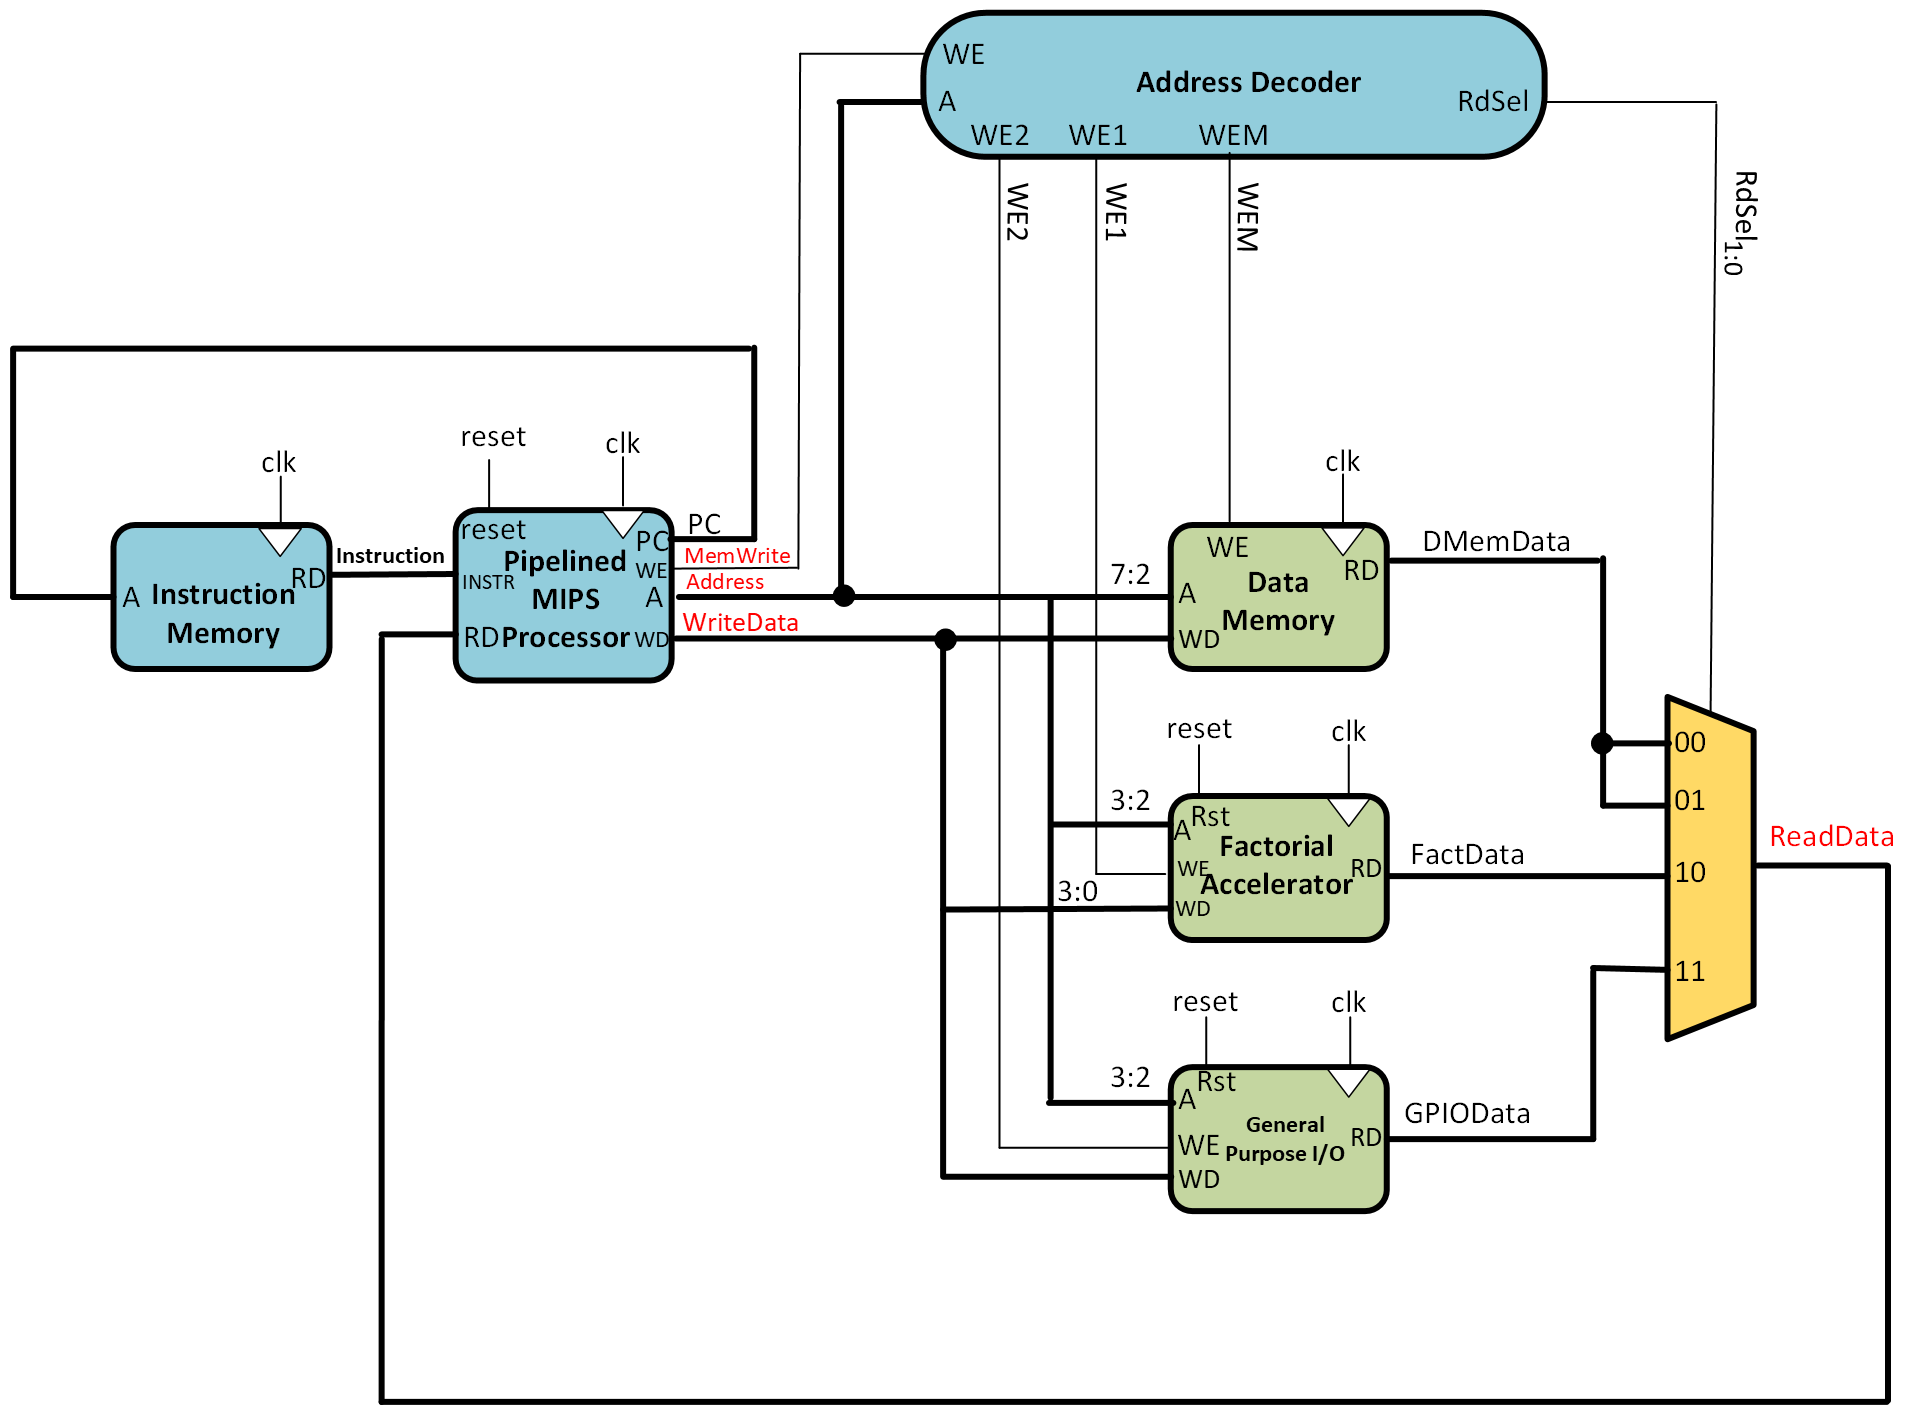 WE
Address Decoder
A
RdSel
WE2
WE1
WEM
WE2
WE1
WEM
RdSel1:0
reset
clk
clk
clk
PC
reset
PC
MemWrite
Instruction
Pipelined
WE
RD
INSTR
Address
A
Instruction
Memory
MIPS
A
WriteData
RD
Processor
WD
7:2
WE
RD
DMemData
A
Data
Memory
WD
reset
clk
00
3:2
01
Rst
A
Factorial
ReadData
WE
Accelerator
RD
FactData
10
3:0
WD
11
reset
clk
3:2
Rst
A
General
Purpose I/O
RD
GPIOData
WE
WD